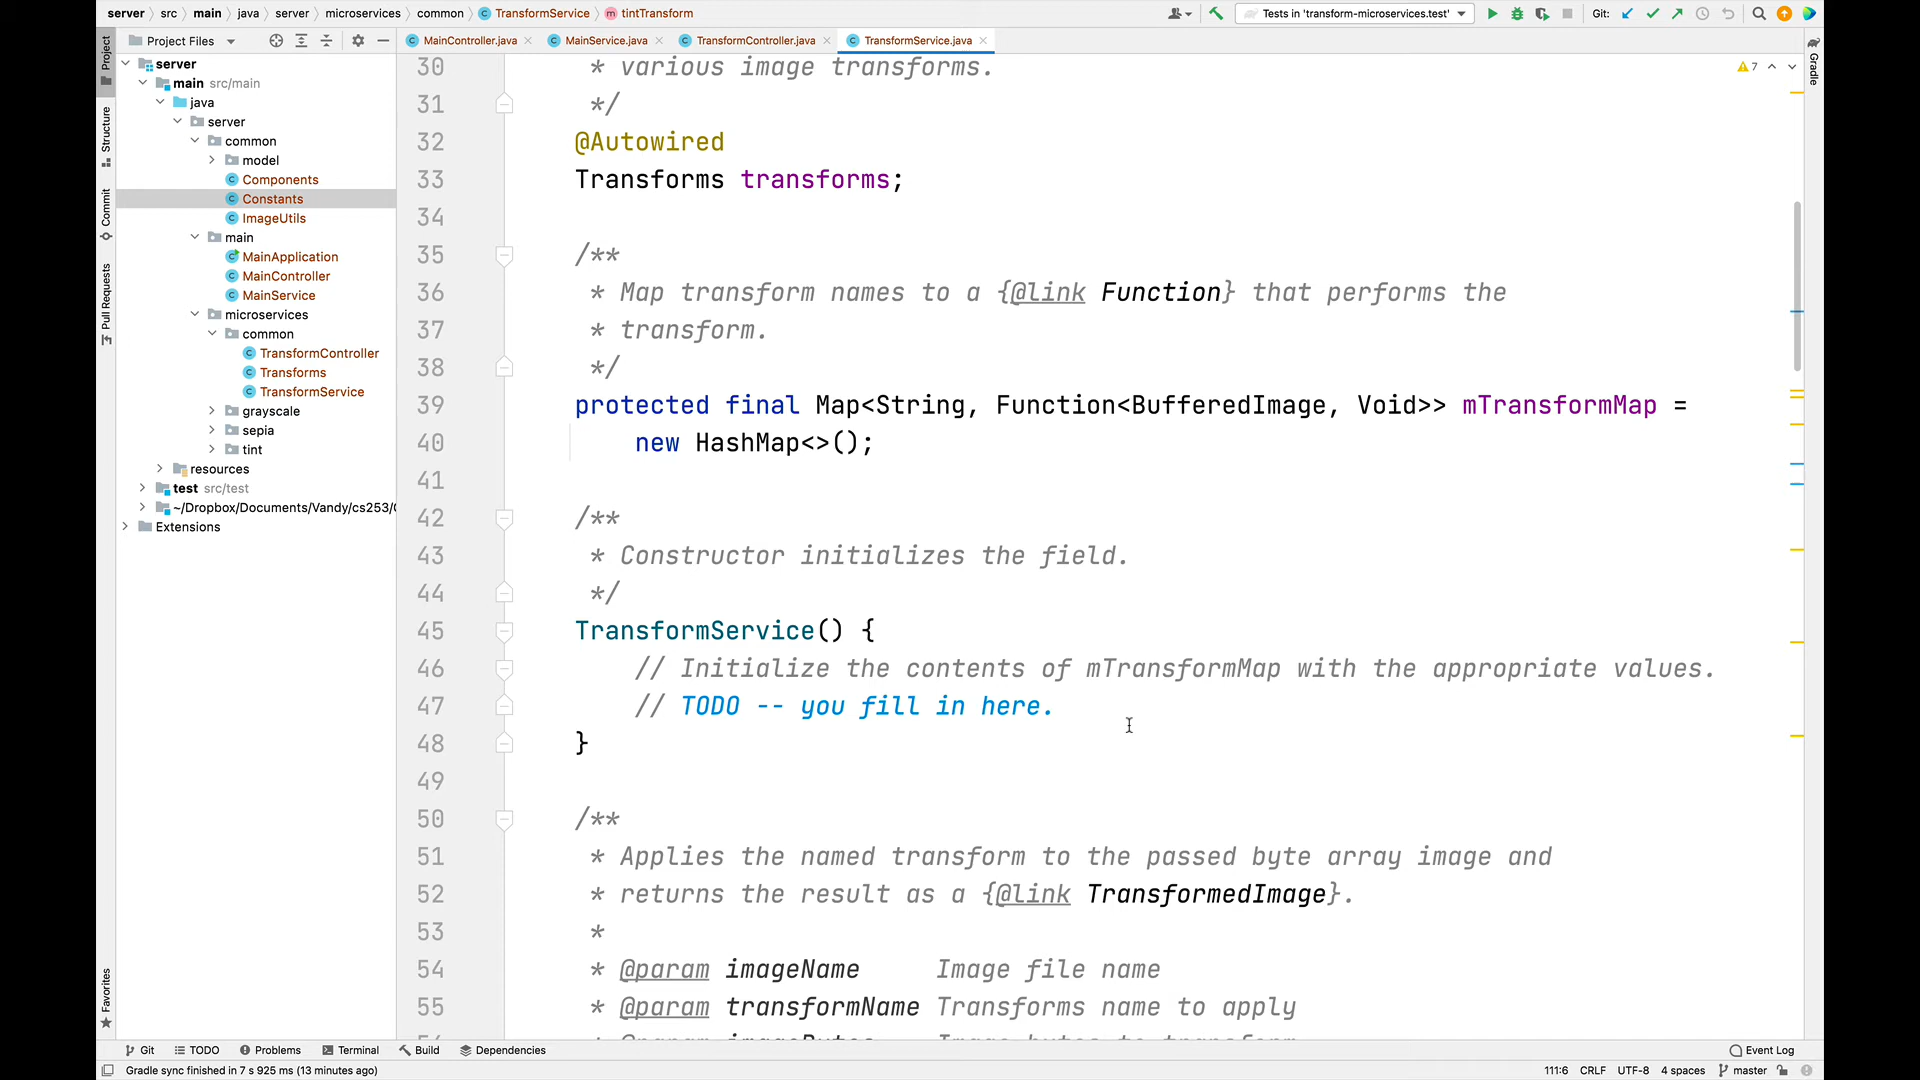 server src main java server microservices common TransformService tintTransform Tests in 'transform-microservices.test' Git:
Project Files MainController.java MainService.java TransformController.java TransformService.java
Project
Structure
Commit
Pull Requests
Favorites
Gradle
server
main src/main
java
server
common
model
Components
Constants
ImageUtils
main
MainApplication
MainController
MainService
microservices
common
TransformController
Transforms
TransformService
grayscale
sepia
tint
resources
test src/test
~/Dropbox/Documents/Vandy/cs253/
Extensions
7
30 * various image transforms.
31 */
32 @Autowired
33 Transforms transforms;
34
35 /**
36 * Map transform names to a {@link Function} that performs the
37 * transform.
38 */
39 protected final Map<String, Function<BufferedImage, Void>> mTransformMap =
40 new HashMap<>();
41
42 /**
43 * Constructor initializes the field.
44 */
45 TransformService() {
46 // Initialize the contents of mTransformMap with the appropriate values.
47 // TODO -- you fill in here.
48 }
49
50 /**
51 * Applies the named transform to the passed byte array image and
52 * returns the result as a {@link TransformedImage}.
53 *
54 * @param imageName Image file name
55 * @param transformName Transforms name to apply
Git TODO Problems Terminal Build Dependencies Event Log
Gradle sync finished in 7 s 925 ms (13 minutes ago) 111:6 CRLF UTF-8 4 spaces master